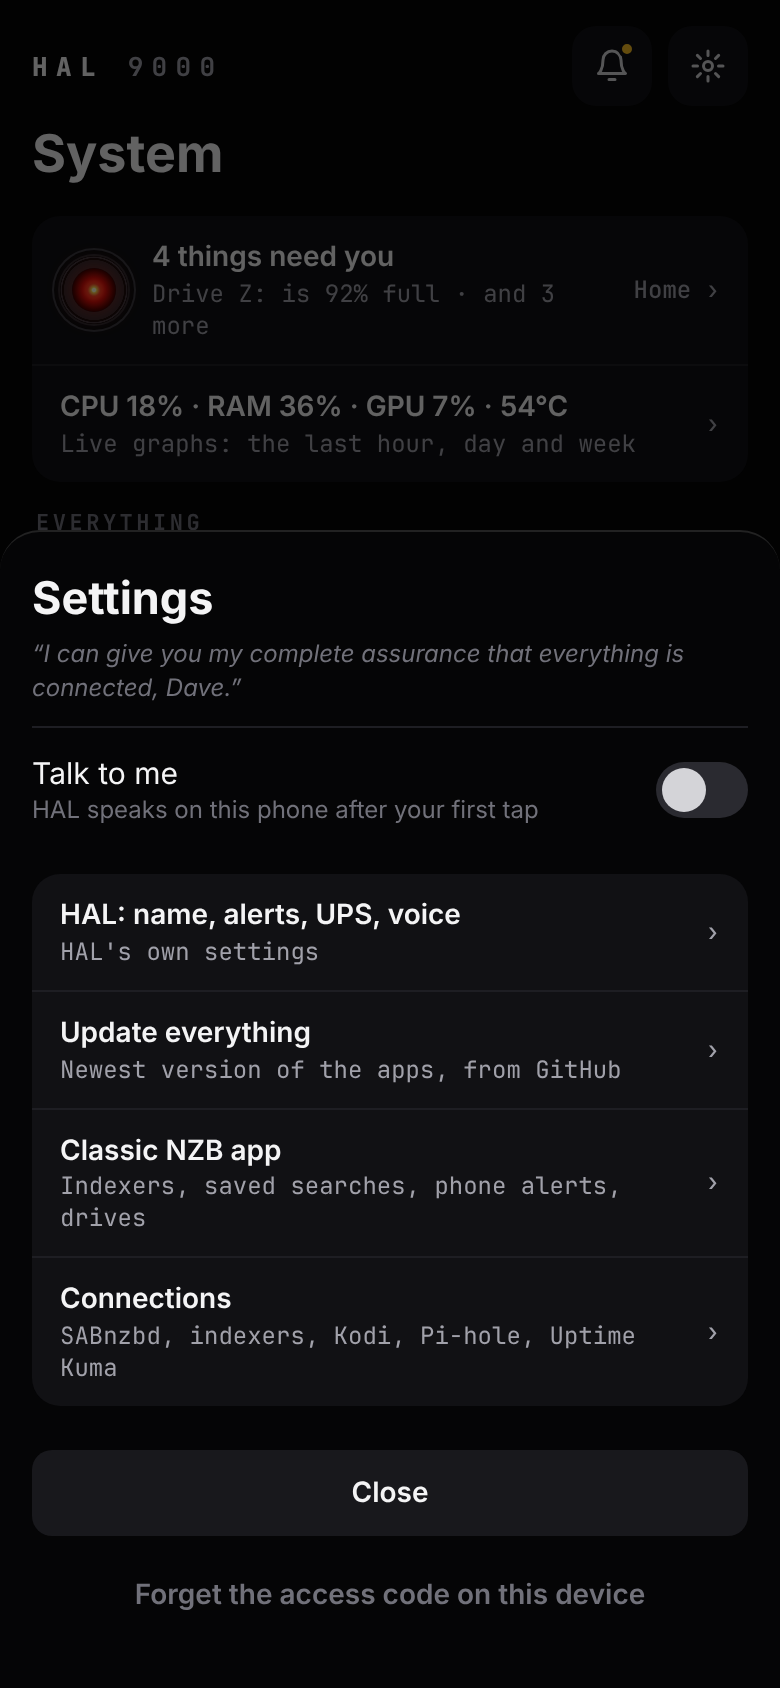 HAL 9000
System
4 things need you
Drive Z: is 92% full · and 3
more
Home ›
CPU 18% · RAM 36% · GPU 7% · 54°C
Live graphs: the last hour, day and week
›
EVERYTHING
Settings
“I can give you my complete assurance that everything is
connected, Dave.”
Talk to me
HAL speaks on this phone after your first tap
HAL: name, alerts, UPS, voice
HAL's own settings
›
Update everything
Newest version of the apps, from GitHub
›
Classic NZB app
Indexers, saved searches, phone alerts,
drives
›
Connections
SABnzbd, indexers, Kodi, Pi-hole, Uptime
Kuma
›
Close
Forget the access code on this device